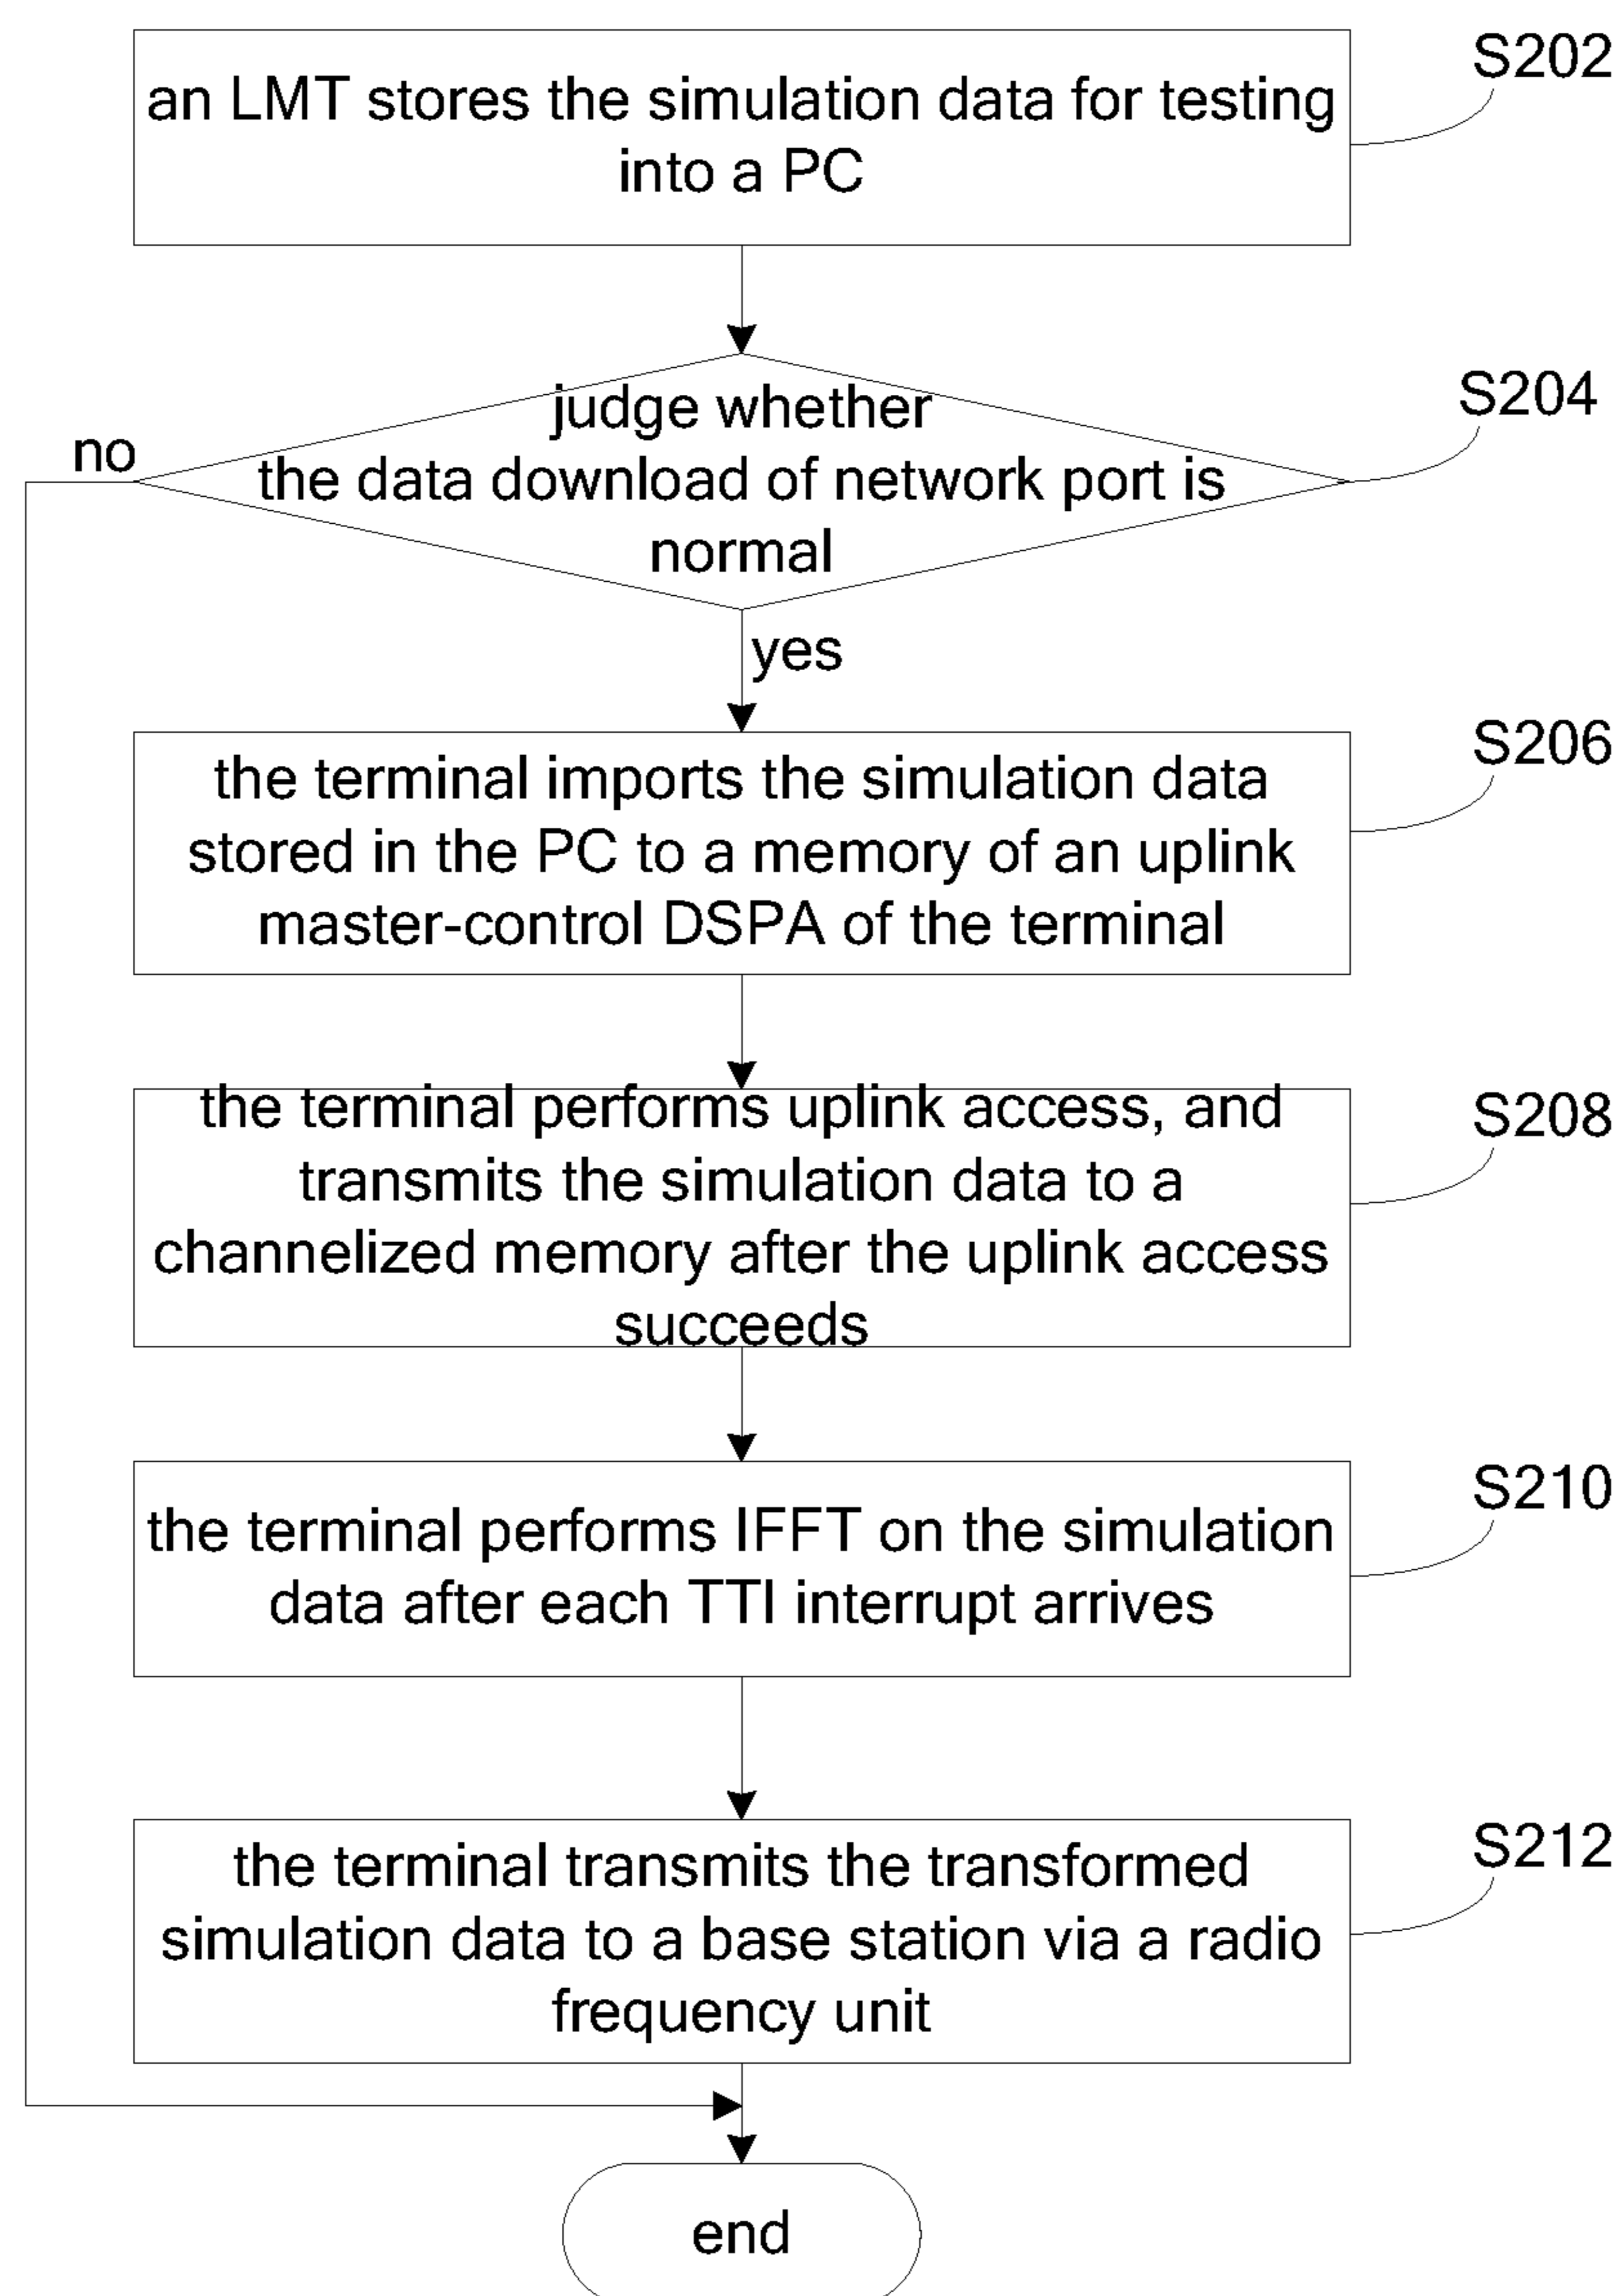 an LMT stores the simulation data for testing
into a PC
S202
judge whether
the data download of network port is
normal
S204
no
yes
the terminal imports the simulation data
stored in the PC to a memory of an uplink
master-control DSPA of the terminal
S206
the terminal performs uplink access, and
transmits the simulation data to a
channelized memory after the uplink access
succeeds
S208
the terminal performs IFFT on the simulation
data after each TTI interrupt arrives
S210
the terminal transmits the transformed
simulation data to a base station via a radio
frequency unit
S212
end